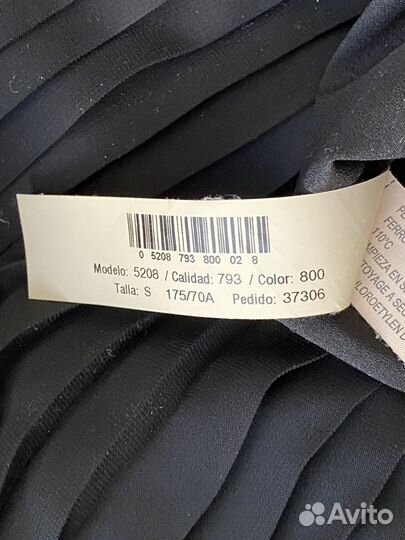 0 5208 793 800 02 8
Modelo: 5208 / Calidad: 793 / Color: 800
Talla: S 175/70A Pedido: 37306
FERRO
110°C
Avito